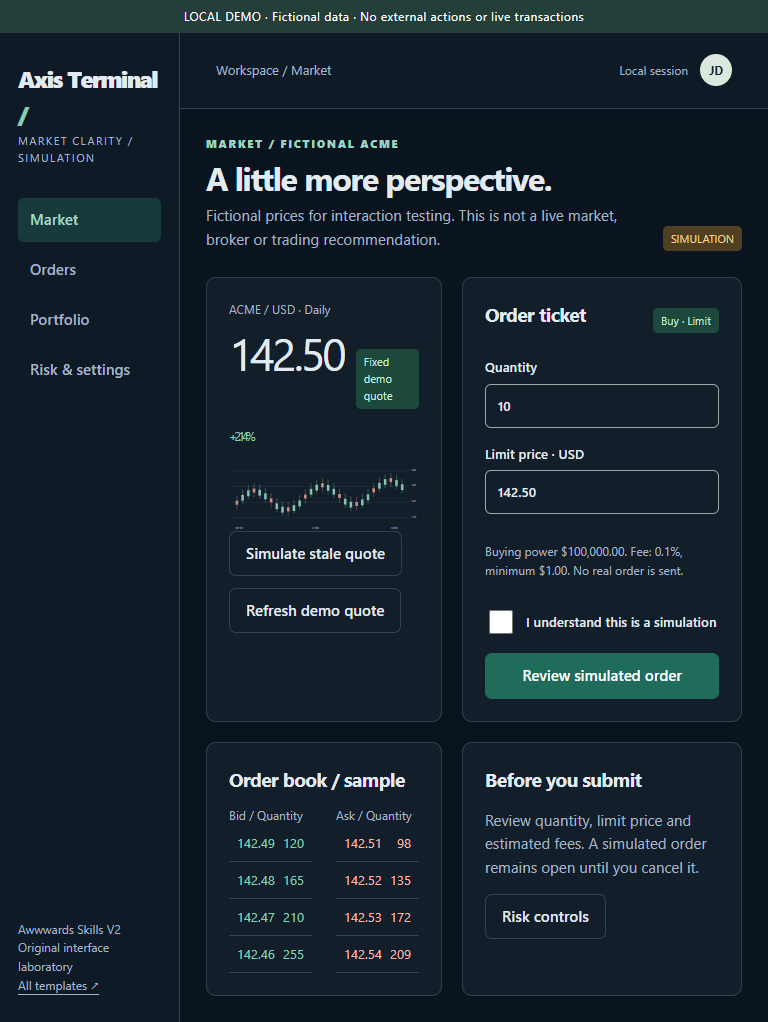 LOCAL DEMO · Fictional data · No external actions or live transactions
Axis Terminal
/
MARKET CLARITY /
SIMULATION
Market
Orders
Portfolio
Risk & settings
Awwwards Skills V2
Original interface
laboratory
All templates ↗
Workspace / Market
Local session
JD
MARKET / FICTIONAL ACME
A little more perspective.
Fictional prices for interaction testing. This is not a live market,
broker or trading recommendation.
SIMULATION
ACME / USD · Daily
142.50
Fixed
demo
quote
Simulate stale quote
Refresh demo quote
Order ticket
Buy · Limit
Quantity
10
Limit price · USD
142.50
Buying power $100,000.00. Fee: 0.1%,
minimum $1.00. No real order is sent.
I understand this is a simulation
Review simulated order
Order book / sample
Bid / Quantity Ask / Quantity
142.49 120 142.51 98
142.48 165 142.52 135
142.47 210 142.53 172
142.46 255 142.54 209
Before you submit
Review quantity, limit price and
estimated fees. A simulated order
remains open until you cancel it.
Risk controls